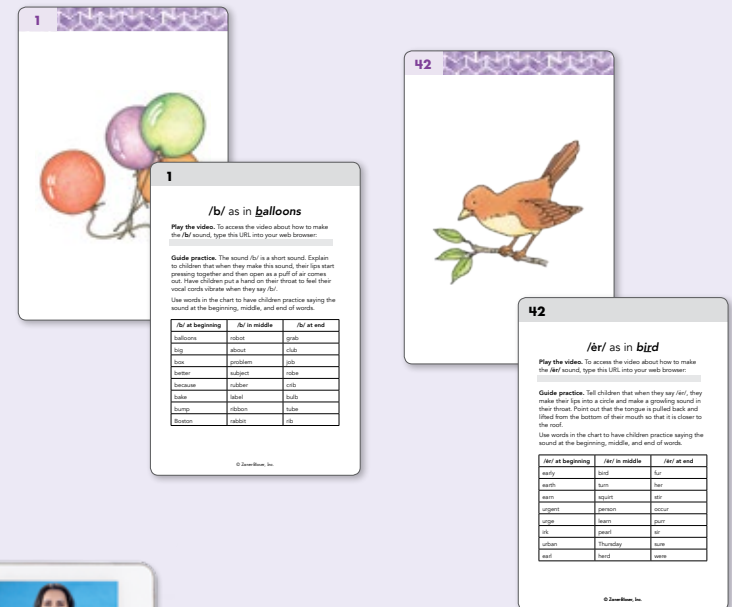 1
42
1
/b/ as in balloons
Play the video. To access the video about how to make
the /b/ sound, type this URL into your web browser:
Guide practice. The sound /b/ is a short sound. Explain
to children that when they make this sound, their lips start
pressing together and then open as a puff of air comes
out. Have children put a hand on their throat to feel their
vocal cords vibrate when they say /b/.
Use words in the chart to have children practice saying the
sound at the beginning, middle, and end of words.
/b/ at beginning /b/ in middle /b/ at end
balloons robot grab
big about club
box problem job
better subject robe
because rubber crib
bake label bulb
bump ribbon tube
Boston rabbit rib
© Zaner-Bloser, Inc.
42
/èr/ as in bird
Play the video. To access the video about how to make
the /èr/ sound, type this URL into your web browser:
Guide practice. Tell children that when they say /èr/, they
make their lips into a circle and make a growling sound in
their throat. Point out that the tongue is pulled back and
lifted from the bottom of their mouth so that it is closer to
the roof.
Use words in the chart to have children practice saying the
sound at the beginning, middle, and end of words.
/èr/ at beginning /èr/ in middle /èr/ at end
early bird fur
earth turn her
earn squirt stir
urgent person occur
urge learn purr
irk pearl sir
urban Thursday sure
earl herd were
© Zaner-Bloser, Inc.